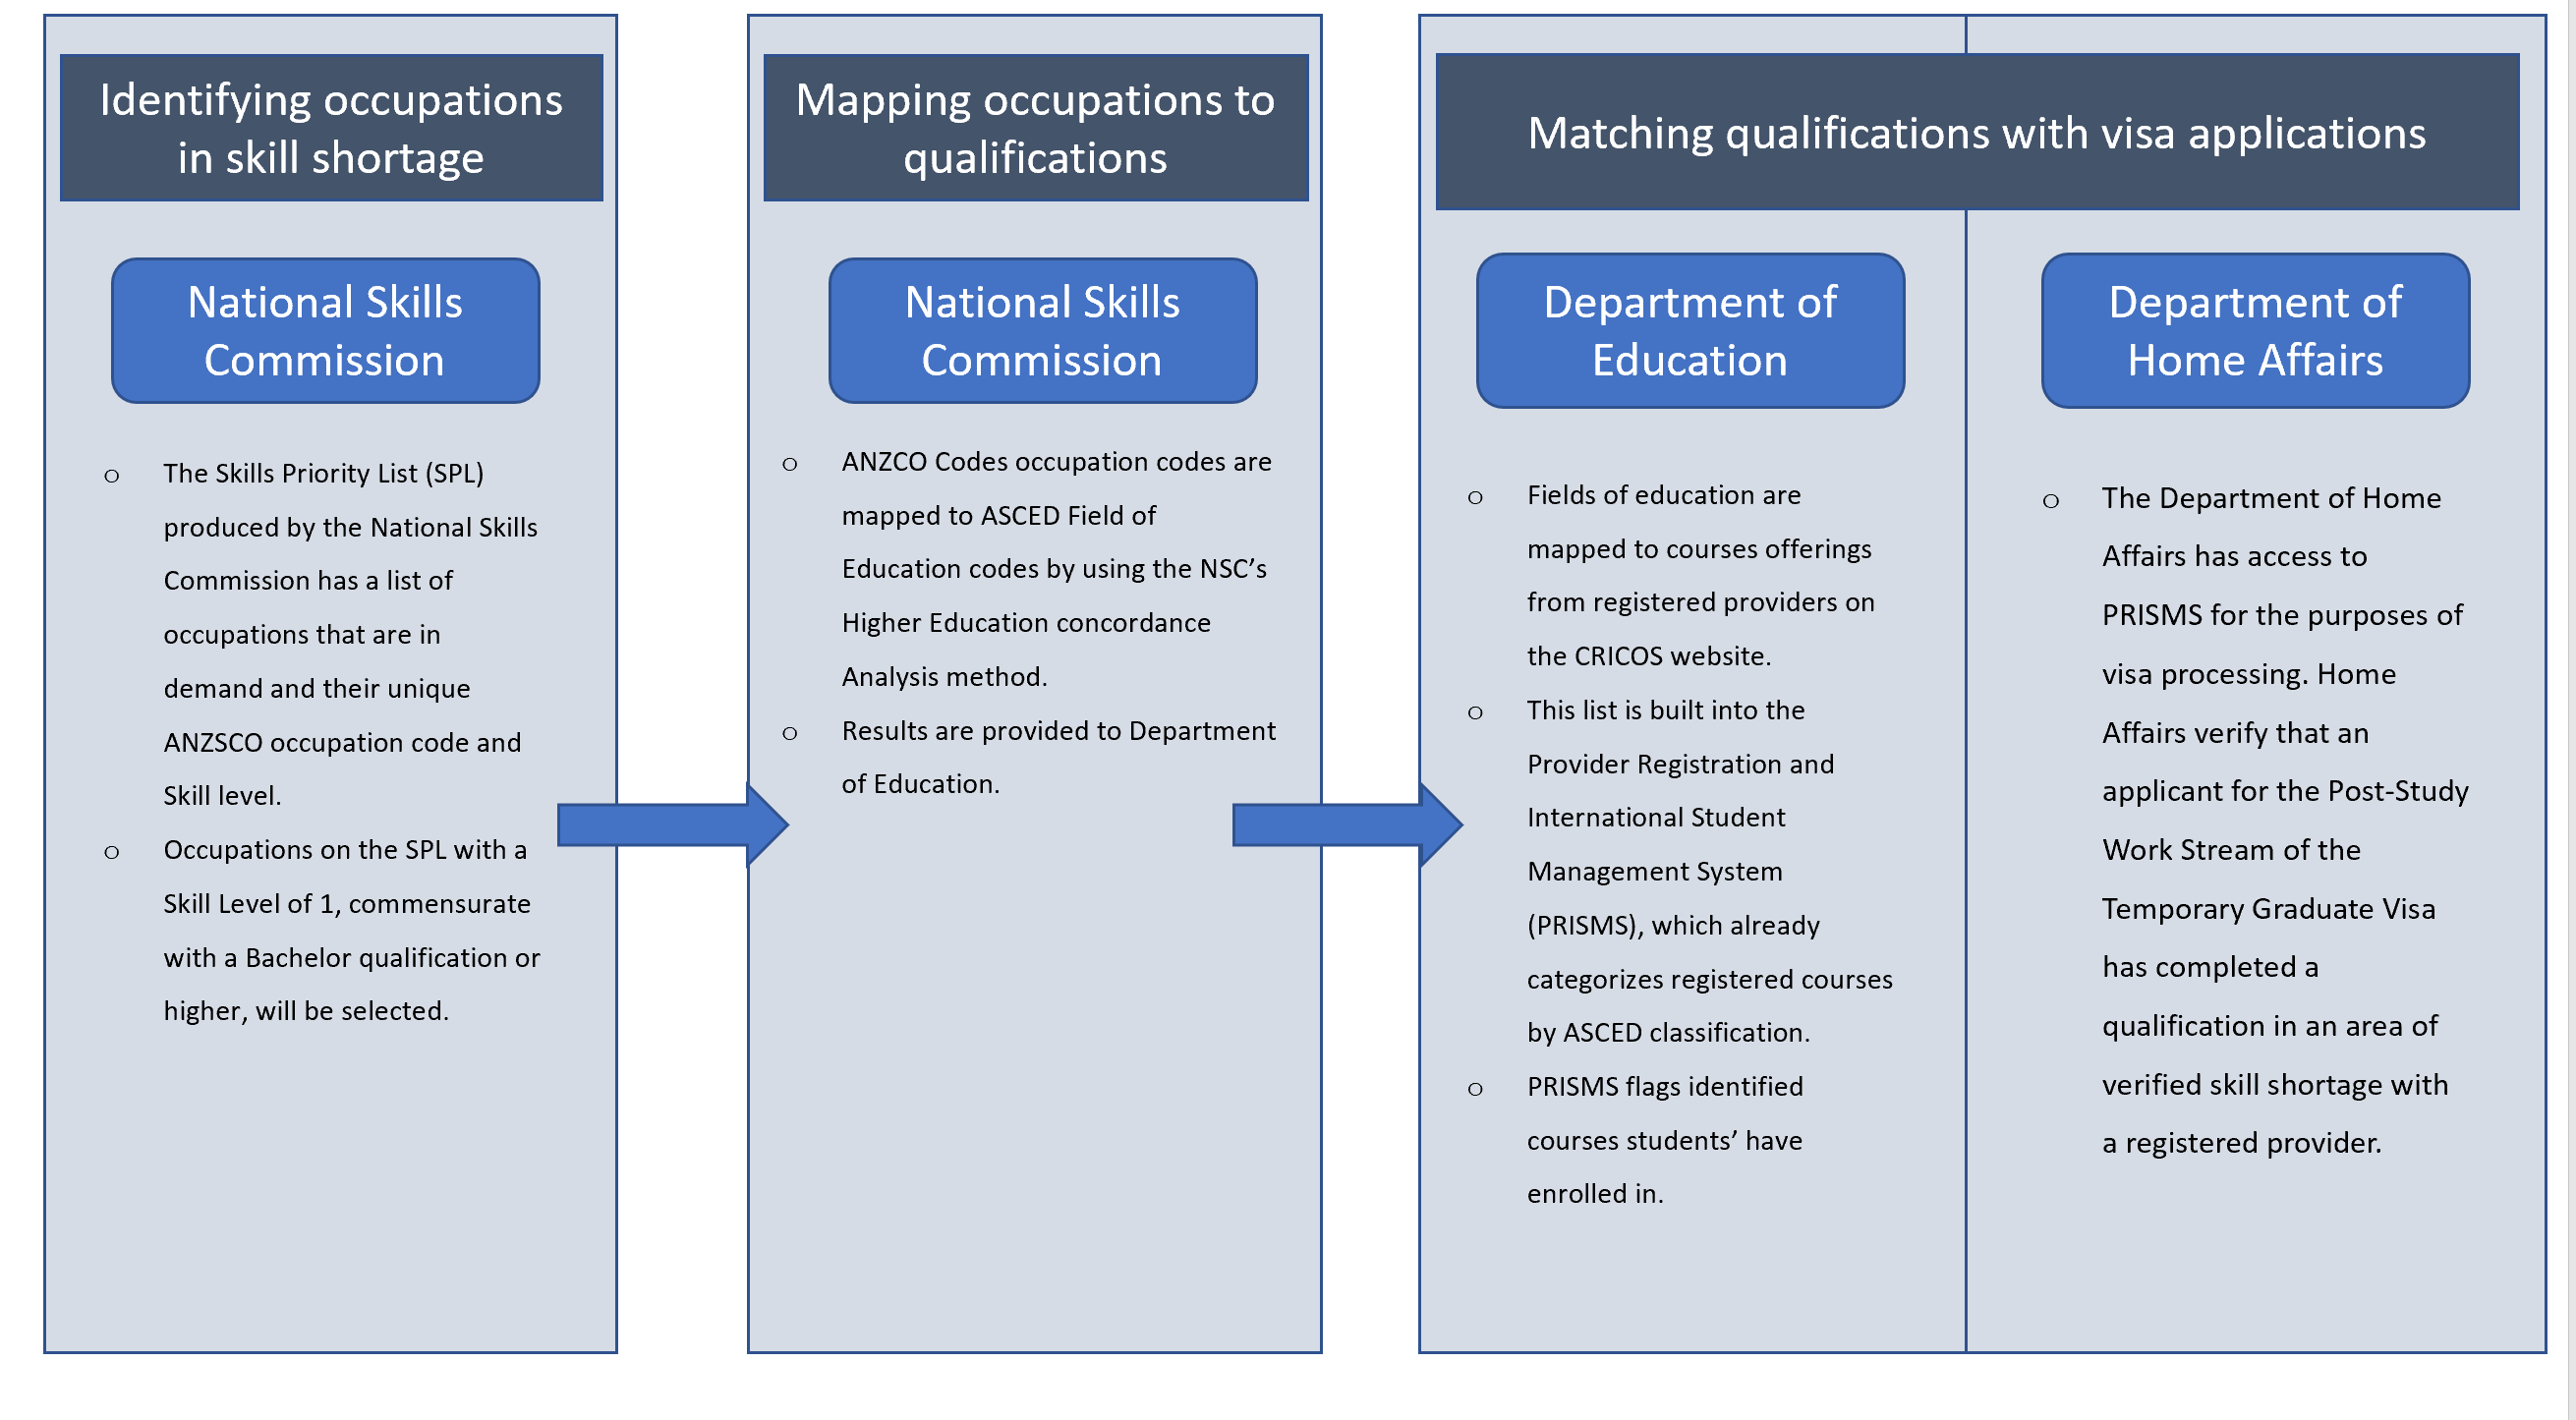 Identifying occupations
in skill shortage
National Skills
Commission
o The Skills Priority List (SPL)
produced by the National Skills
Commission has a list of
occupations that are in
demand and their unique
ANZSCO occupation code and
Skill level.
o Occupations on the SPL with a
Skill Level of 1, commensurate
with a Bachelor qualification or
higher, will be selected.
Mapping occupations to
qualifications
National Skills
Commission
o ANZCO Codes occupation codes are
mapped to ASCED Field of
Education codes by using the NSC’s
Higher Education concordance
Analysis method.
o Results are provided to Department
of Education.
Matching qualifications with visa applications
Department of
Education
o Fields of education are
mapped to courses offerings
from registered providers on
the CRICOS website.
o This list is built into the
Provider Registration and
International Student
Management System
(PRISMS), which already
categorizes registered courses
by ASCED classification.
o PRISMS flags identified
courses students’ have
enrolled in.
Department of
Home Affairs
o The Department of Home
Affairs has access to
PRISMS for the purposes of
visa processing. Home
Affairs verify that an
applicant for the Post-Study
Work Stream of the
Temporary Graduate Visa
has completed a
qualification in an area of
verified skill shortage with
a registered provider.